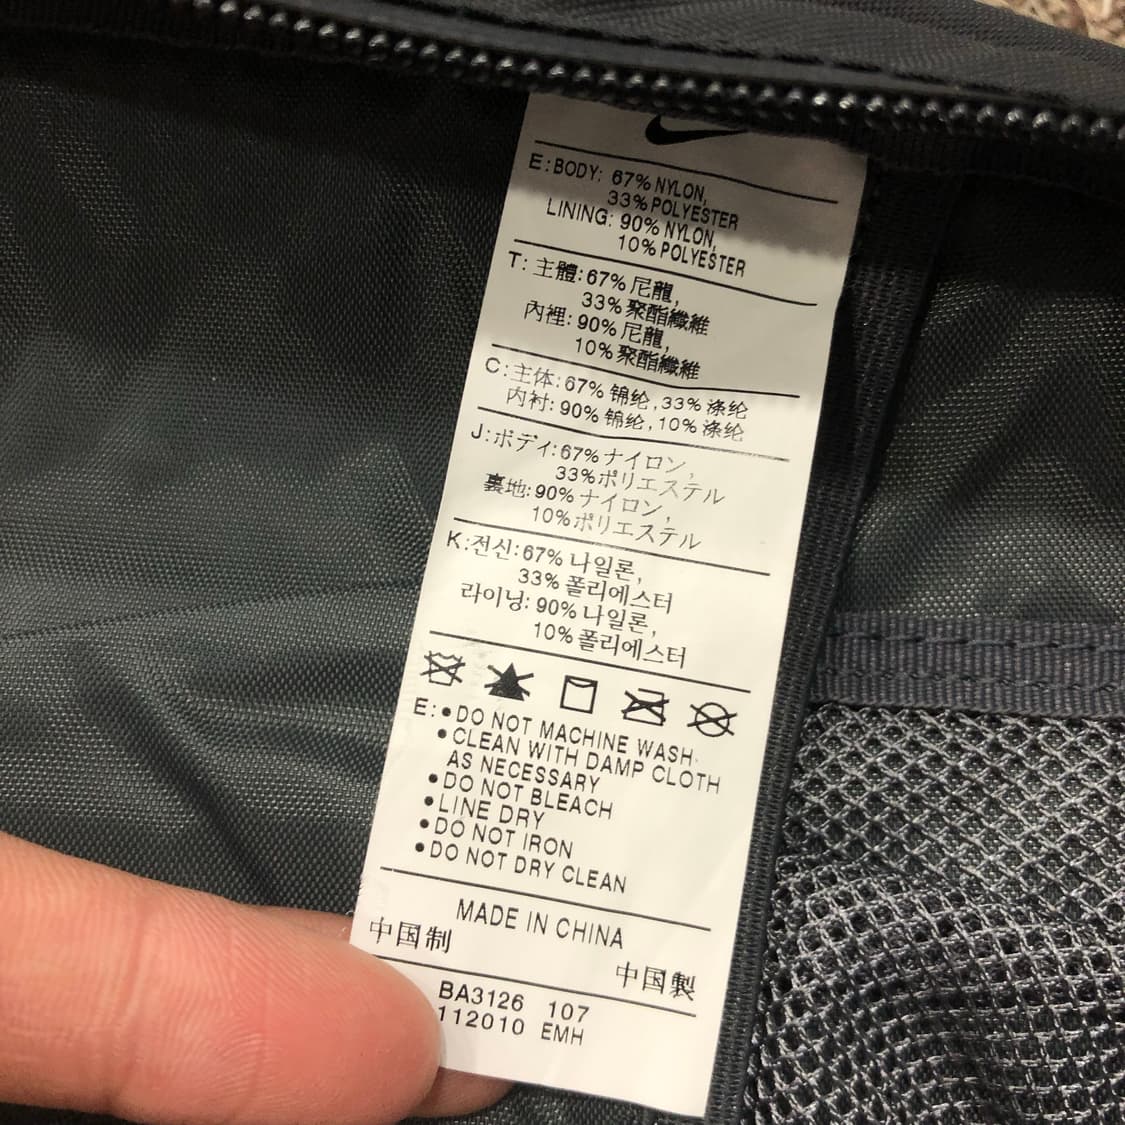 E: BODY: 67% NYLON,
33% POLYESTER
LINING: 90% NYLON,
10% POLYESTER
T: 主體: 67% 尼龍,
33% 聚酯纖維
內裡: 90% 尼龍,
10% 聚酯纖維
C: 主体: 67% 锦纶, 33% 涤纶
内衬: 90% 锦纶, 10% 涤纶
J: ボディ: 67% ナイロン,
33% ポリエステル
裏地: 90% ナイロン,
10% ポリエステル
K: 전신: 67% 나일론,
33% 폴리에스터
라이닝: 90% 나일론,
10% 폴리에스터
E: • DO NOT MACHINE WASH
• CLEAN WITH DAMP CLOTH
AS NECESSARY
• DO NOT BLEACH
• LINE DRY
• DO NOT IRON
• DO NOT DRY CLEAN
MADE IN CHINA
中国制
中国製
BA3126 107
112010 EMH